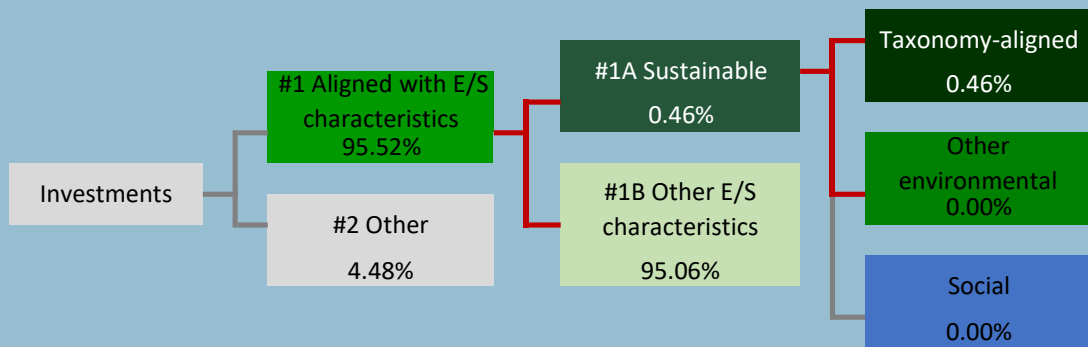 Investments
#1 Aligned with E/S
characteristics
95.52%
#2 Other
4.48%
#1A Sustainable
0.46%
#1B Other E/S
characteristics
95.06%
Taxonomy-aligned
0.46%
Other
environmental
0.00%
Social
0.00%